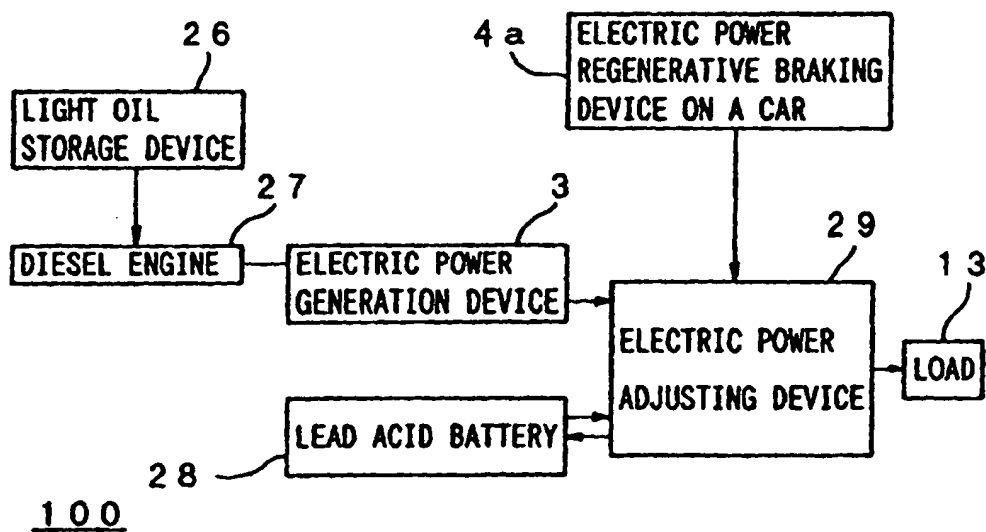 26
LIGHT OIL
STORAGE DEVICE
4a
ELECTRIC POWER
REGENERATIVE BRAKING
DEVICE ON A CAR
27
DIESEL ENGINE
3
ELECTRIC POWER
GENERATION DEVICE
29
ELECTRIC POWER
ADJUSTING DEVICE
13
LOAD
LEAD ACID BATTERY
28
100